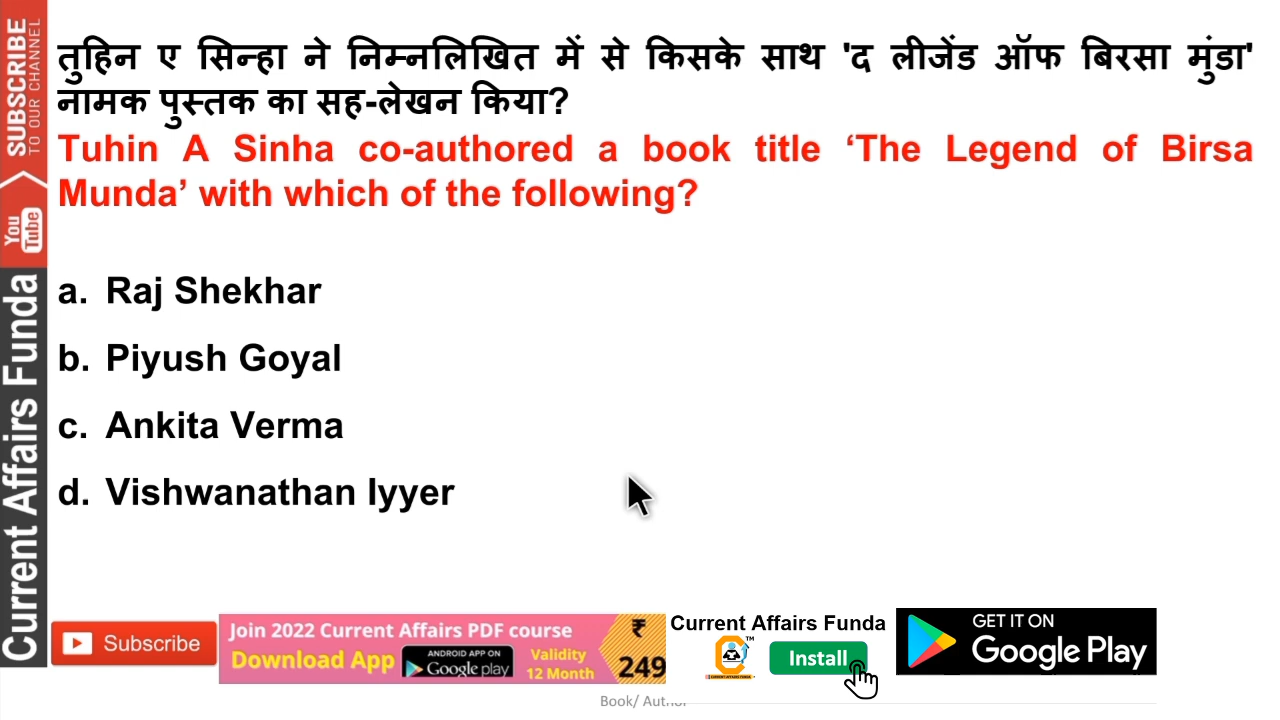 तुहिन ए सिन्हा ने निम्नलिखित में से किसके साथ 'द लीजेंड ऑफ बिरसा मुंडा'
नामक पुस्तक का सह-लेखन किया?
Tuhin A Sinha co-authored a book title ‘The Legend of Birsa
Munda’ with which of the following?
a. Raj Shekhar
b. Piyush Goyal
c. Ankita Verma
d. Vishwanathan Iyyer
SUBSCRIBE
TO OUR CHANNEL
You
Tube
Current Affairs Funda
Subscribe
Join 2022 Current Affairs PDF course
Download App
ANDROID APP ON
Google play
Validity
12 Month
₹
249
Current Affairs Funda
TM
Install
GET IT ON
Google Play
Book/ Author